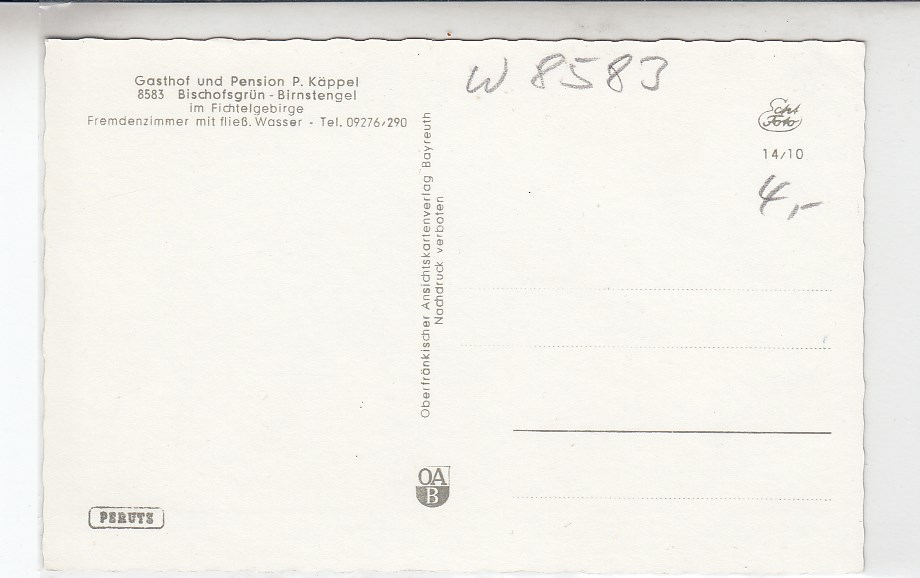 Gasthof und Pension P. Käppel
8583 Bischofsgrün - Birnstengel
im Fichtelgebirge
Fremdenzimmer mit fließ. Wasser - Tel. 09276/290
Oberfränkischer Ansichtskartenverlag Bayreuth
Nachdruck verboten
W 8583
Echt
Foto
14/10
4,-
OA
B
PERUTZ